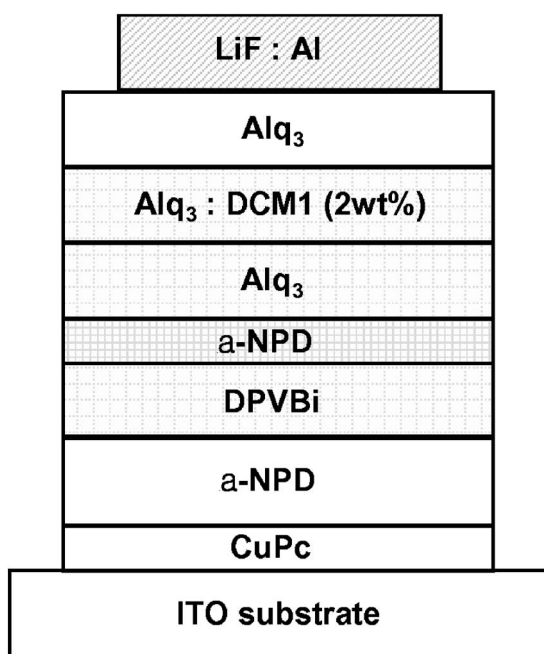 LiF : Al
Alq₃
Alq₃ : DCM1 (2wt%)
Alq₃
a-NPD
DPVBi
a-NPD
CuPc
ITO substrate